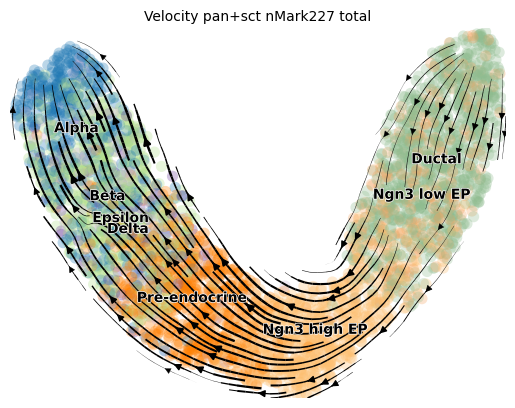 Velocity pan+sct nMark227 total
Alpha
Ductal
Beta
Ngn3 low EP
Epsilon
Delta
Pre-endocrine
Ngn3 high EP